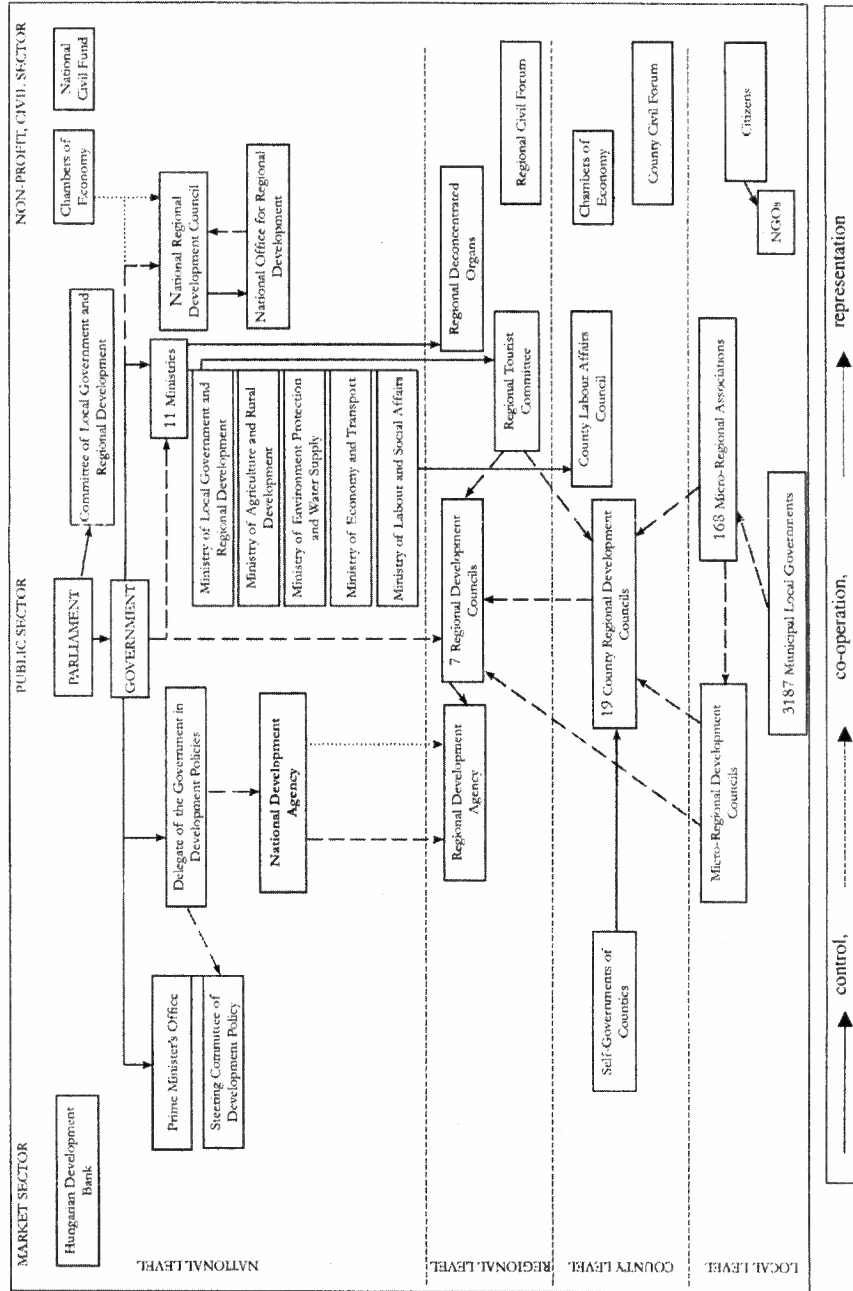 MARKET SECTOR
PUBLIC SECTOR
NON-PROFIT, CIVIL SECTOR
NATIONAL LEVEL
Hungarian Development
Bank
PARLIAMENT
Committee of Local Government and
Regional Development
Chambers of
Economy
National
Civil Fund
GOVERNMENT
Prime Minister's Office
Steering Committee of
Development Policy
Delegate of the Government in
Development Policies
National Development
Agency
11 Ministries
Ministry of Local Government and
Regional Development
Ministry of Agriculture and Rural
Development
Ministry of Environment Protection
and Water Supply
Ministry of Economy and Transport
Ministry of Labout and Social Affairs
National Regional
Development Council
National Office for Regional
Development
REGIONAL LEVEL
Regional Development
Agency
7 Regional Development
Councils
Regional Tourist
Committee
Regional Deconcentrated
Organs
Regional Civil Forum
COUNTY LEVEL
Self-Governments of
Counties
19 County Regional Development
Councils
County Labour Affairs
Council
Chambers of
Economy
County Civil Forum
LOCAL LEVEL
Micro-Regional Development
Councils
168 Micro-Regional Associations
3187 Municipal Local Governments
NGOs
Citizens
control,
co-operation,
representation